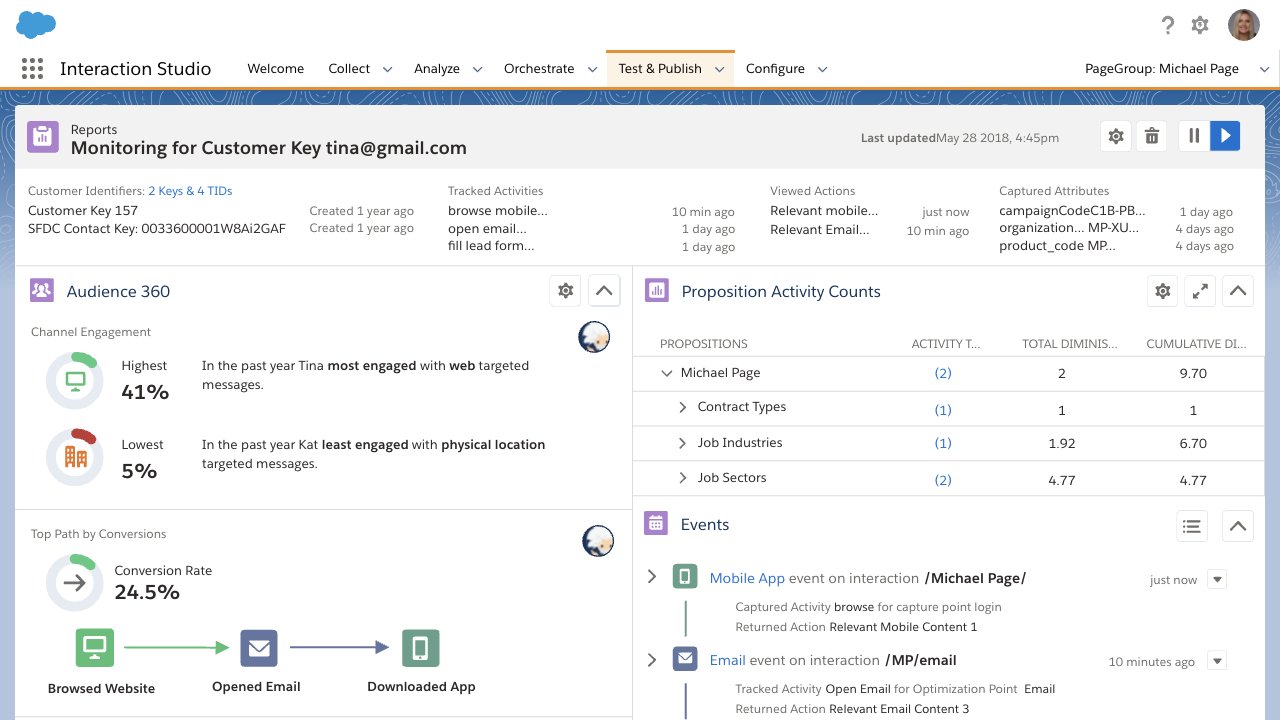 Interaction Studio
Welcome
Collect
Analyze
Orchestrate
Test & Publish
Configure
PageGroup: Michael Page
Reports
Monitoring for Customer Key tina@gmail.com
Last updatedMay 28 2018, 4:45pm
Customer Identifiers: 2 Keys & 4 TIDs
Customer Key 157 Created 1 year ago
SFDC Contact Key: 0033600001W8Ai2GAF Created 1 year ago
Tracked Activities
browse mobile... 10 min ago
open email... 1 day ago
fill lead form... 1 day ago
Viewed Actions
Relevant mobile... just now
Relevant Email... 10 min ago
Captured Attributes
campaignCodeC1B-PB... 1 day ago
organization... MP-XU... 4 days ago
product_code MP... 4 days ago
Audience 360
Channel Engagement
Highest
41%
In the past year Tina most engaged with web targeted
messages.
Lowest
5%
In the past year Kat least engaged with physical location
targeted messages.
Top Path by Conversions
Conversion Rate
24.5%
Browsed Website
Opened Email
Downloaded App
Proposition Activity Counts
PROPOSITIONS ACTIVITY T... TOTAL DIMINIS... CUMULATIVE DI...
Michael Page (2) 2 9.70
Contract Types (1) 1 1
Job Industries (1) 1.92 6.70
Job Sectors (2) 4.77 4.77
Events
Mobile App event on interaction /Michael Page/ just now
Captured Activity browse for capture point login
Returned Action Relevant Mobile Content 1
Email event on interaction /MP/email 10 minutes ago
Tracked Activity Open Email for Optimization Point Email
Returned Action Relevant Email Content 3